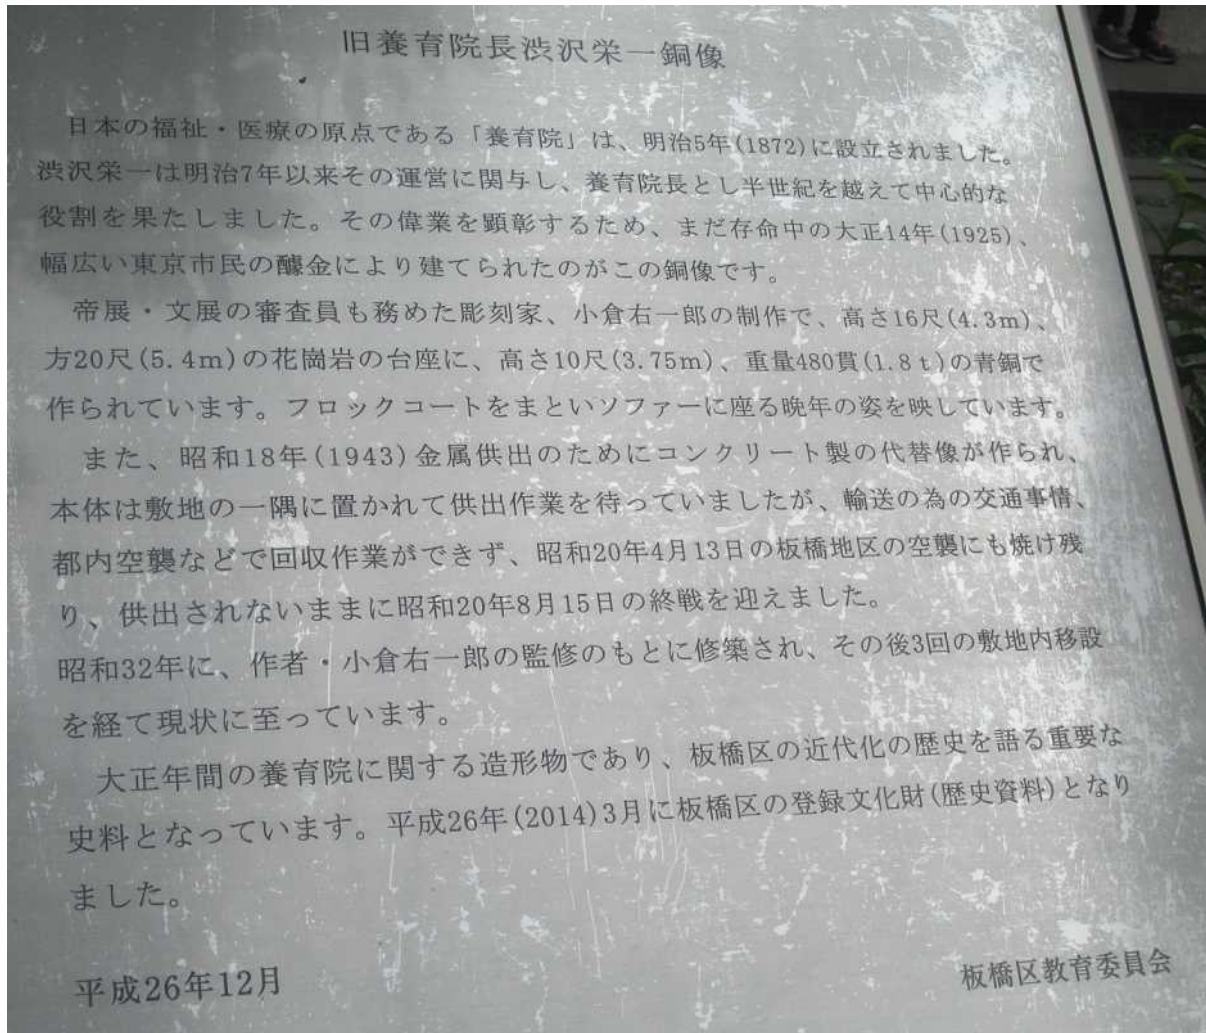 旧養育院長渋沢栄一銅像
日本の福祉・医療の原点である「養育院」は、明治5年(1872)に設立されました。
渋沢栄一は明治7年以来その運営に関与し、養育院長とし半世紀を越えて中心的な
役割を果たしました。その偉業を顕彰するため、まだ存命中の大正14年(1925)、
幅広い東京市民の醵金により建てられたのがこの銅像です。
帝展・文展の審査員も務めた彫刻家、小倉右一郎の制作で、高さ16尺(4.3m)、
方20尺(5.4m)の花崗岩の台座に、高さ10尺(3.75m)、重量480貫(1.8t)の青銅で
作られています。フロックコートをまといソファーに座る晩年の姿を映しています。
また、昭和18年(1943)金属供出のためにコンクリート製の代替像が作られ、
本体は敷地の一隅に置かれて供出作業を待っていましたが、輸送の為の交通事情、
都内空襲などで回収作業ができず、昭和20年4月13日の板橋地区の空襲にも焼け残
り、供出されないままに昭和20年8月15日の終戦を迎えました。
昭和32年に、作者・小倉右一郎の監修のもとに修築され、その後3回の敷地内移設
を経て現状に至っています。
大正年間の養育院に関する造形物であり、板橋区の近代化の歴史を語る重要な
史料となっています。平成26年(2014)3月に板橋区の登録文化財(歴史資料)となり
ました。
平成26年12月
板橋区教育委員会